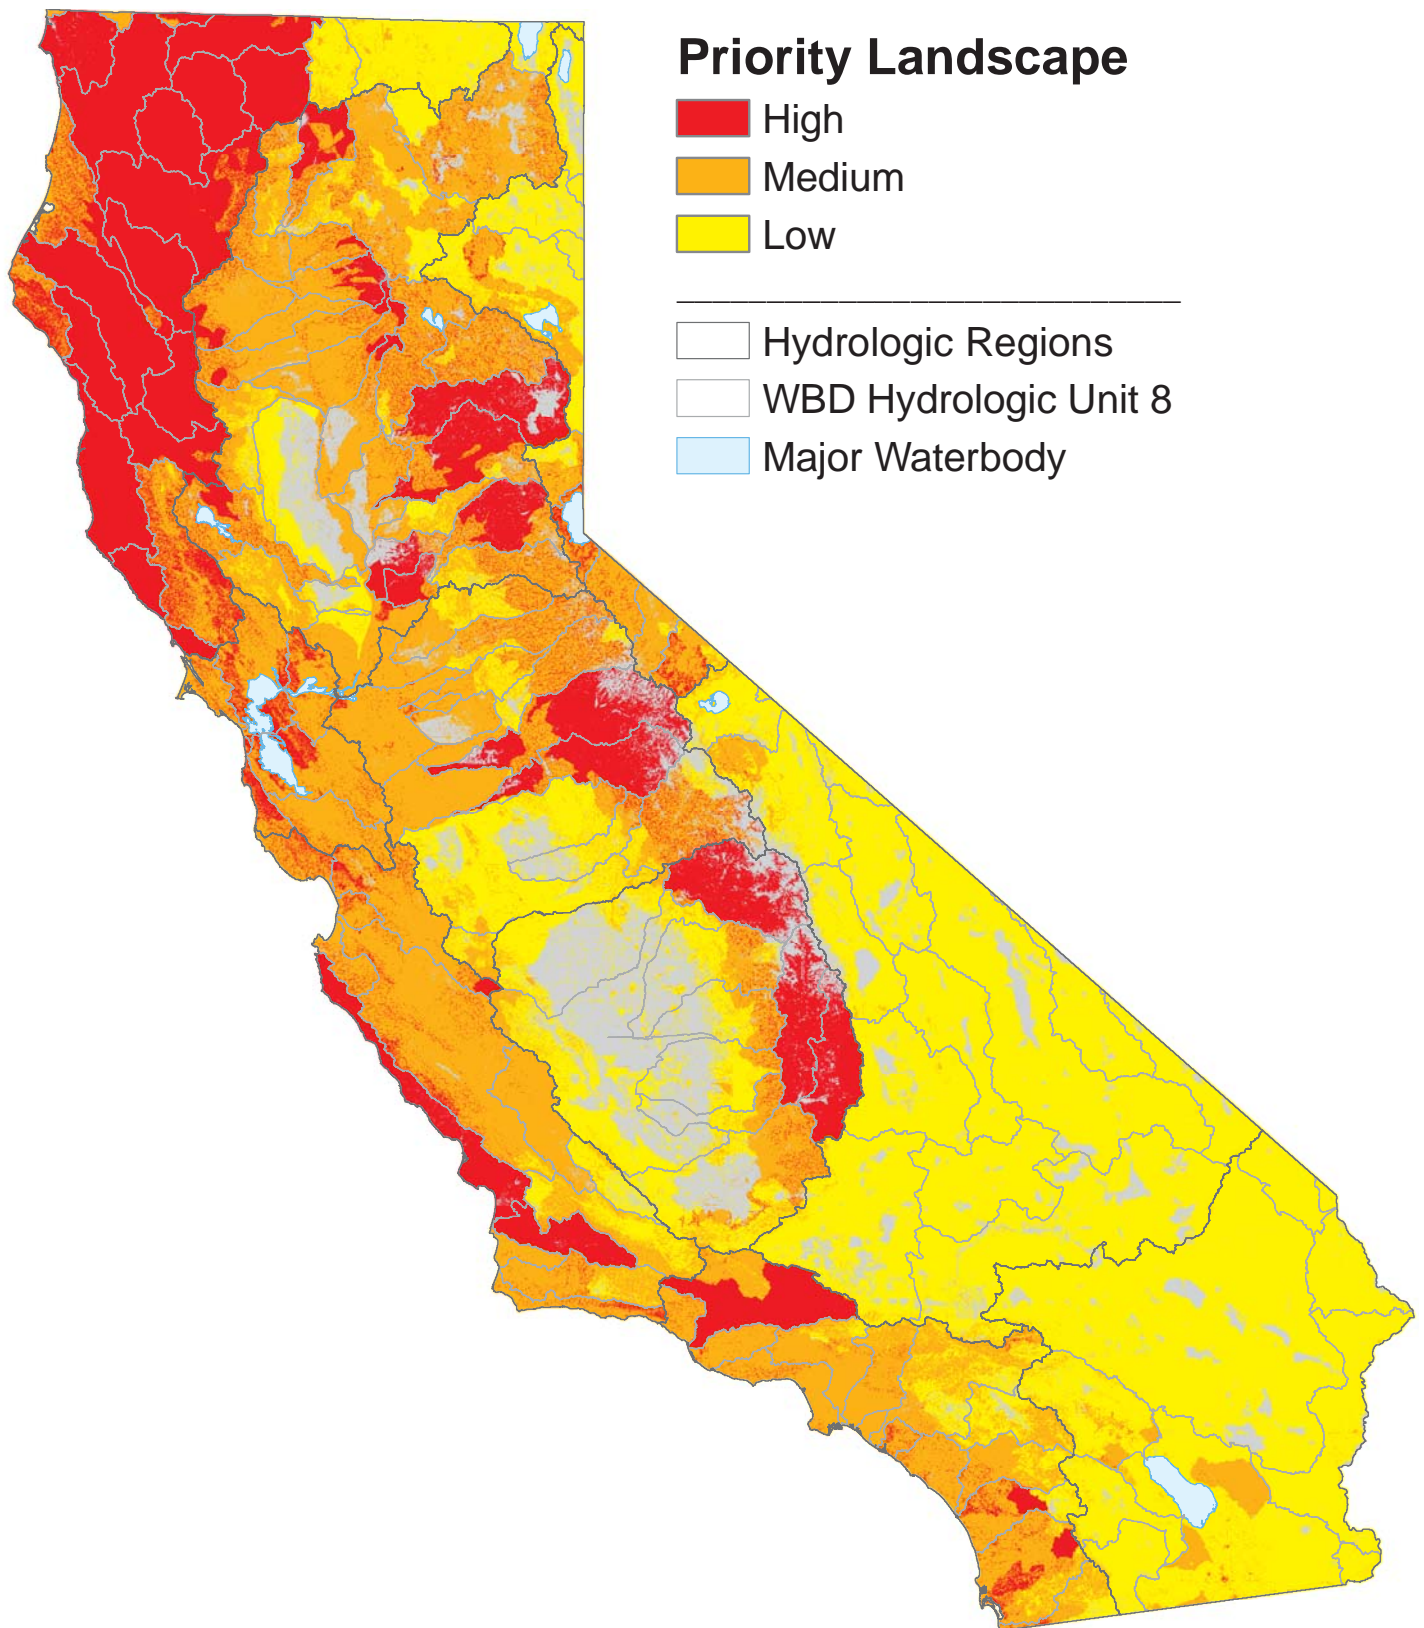 Priority Landscape
High
Medium
Low
Hydrologic Regions
WBD Hydrologic Unit 8
Major Waterbody